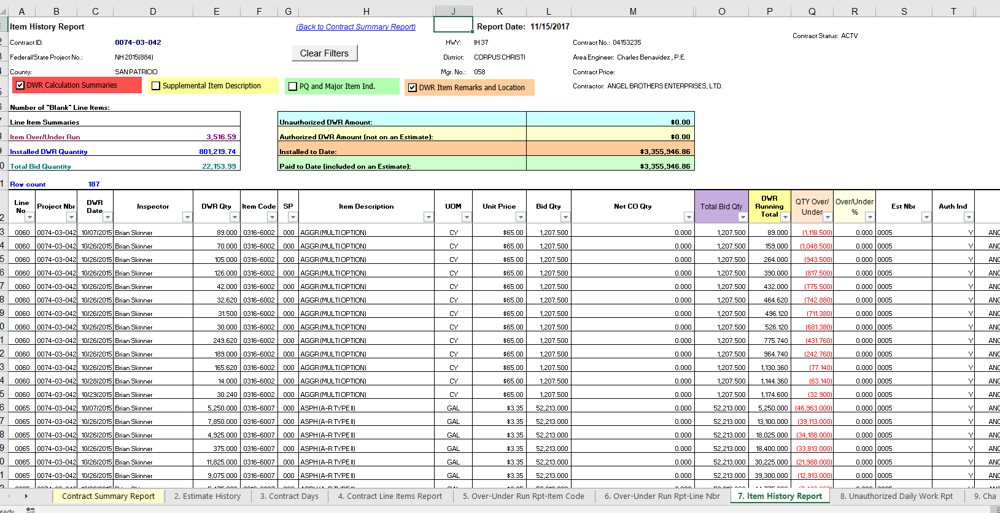 A B C D E F G H J K L M O P Q R S T
Item History Report (Back to Contract Summary Report) Report Date: 11/15/2017
Contract Status: ACTV
Contract ID: 0074-03-042 HWY: IH 37 Contract No.: 04153235
Clear Filters
Federal/State Project No.: NH 2015(884) District: CORPUS CHRISTI Area Engineer: Charles Benavidez , P.E.
County: SAN PATRICIO Mgr. No.: 058 Contract Price:
DWR Calculation Summaries Supplemental Item Description PQ and Major Item Ind. DWR Item Remarks and Location Contractor: ANGEL BROTHERS ENTERPRISES, LTD.
Number of "Blank" Line Items:
Line Item Summaries Unauthorized DWR Amount: $0.00
Item Over/Under Run 3,516.59 Authorized DWR Amount (not on an Estimate): $0.00
Installed DWR Quantity 801,219.74 Installed to Date: $3,355,946.86
Total Bid Quantity 22,153.99 Paid to Date (included on an Estimate): $3,355,946.86
Row count 187
Line No. Project Nbr DWR Date Inspector DWR Qty Item Code SP Item Description UOM Unit Price Bid Qty Net CO Qty Total Bid Qty DWR Running Total QTY Over/ Under Over/Under % Est Nbr Auth Ind
0060 0074-03-042 10/07/2015 Brian Skinner 89.000 0316-6002 000 AGGR (MULTI OPTION) CY $65.00 1,207.500 0.000 1,207.500 89.000 (1,118.500) 0.000 0005 Y
0060 0074-03-042 10/26/2015 Brian Skinner 70.000 0316-6002 000 AGGR (MULTI OPTION) CY $65.00 1,207.500 0.000 1,207.500 159.000 (1,048.500) 0.000 0005 Y
0060 0074-03-042 10/26/2015 Brian Skinner 105.000 0316-6002 000 AGGR (MULTI OPTION) CY $65.00 1,207.500 0.000 1,207.500 264.000 (943.500) 0.000 0005 Y
0060 0074-03-042 10/26/2015 Brian Skinner 126.000 0316-6002 000 AGGR (MULTI OPTION) CY $65.00 1,207.500 0.000 1,207.500 390.000 (817.500) 0.000 0005 Y
0060 0074-03-042 10/26/2015 Brian Skinner 42.000 0316-6002 000 AGGR (MULTI OPTION) CY $65.00 1,207.500 0.000 1,207.500 432.000 (775.500) 0.000 0005 Y
0060 0074-03-042 10/26/2015 Brian Skinner 32.620 0316-6002 000 AGGR (MULTI OPTION) CY $65.00 1,207.500 0.000 1,207.500 464.620 (742.880) 0.000 0005 Y
0060 0074-03-042 10/26/2015 Brian Skinner 31.500 0316-6002 000 AGGR (MULTI OPTION) CY $65.00 1,207.500 0.000 1,207.500 496.120 (711.380) 0.000 0005 Y
0060 0074-03-042 10/26/2015 Brian Skinner 30.000 0316-6002 000 AGGR (MULTI OPTION) CY $65.00 1,207.500 0.000 1,207.500 526.120 (681.380) 0.000 0005 Y
0060 0074-03-042 10/26/2015 Brian Skinner 249.620 0316-6002 000 AGGR (MULTI OPTION) CY $65.00 1,207.500 0.000 1,207.500 775.740 (431.760) 0.000 0005 Y
0060 0074-03-042 10/26/2015 Brian Skinner 189.000 0316-6002 000 AGGR (MULTI OPTION) CY $65.00 1,207.500 0.000 1,207.500 964.740 (242.760) 0.000 0005 Y
0060 0074-03-042 10/26/2015 Brian Skinner 165.620 0316-6002 000 AGGR (MULTI OPTION) CY $65.00 1,207.500 0.000 1,207.500 1,130.360 (77.140) 0.000 0005 Y
0060 0074-03-042 10/28/2015 Brian Skinner 14.000 0316-6002 000 AGGR (MULTI OPTION) CY $65.00 1,207.500 0.000 1,207.500 1,144.360 (63.140) 0.000 0005 Y
0060 0074-03-042 10/29/2015 Brian Skinner 30.240 0316-6002 000 AGGR (MULTI OPTION) CY $65.00 1,207.500 0.000 1,207.500 1,174.600 (32.900) 0.000 0005 Y
0065 0074-03-042 10/07/2015 Brian Skinner 5,250.000 0316-6007 000 ASPH (A-R TYPE II) GAL $3.35 52,213.000 0.000 52,213.000 5,250.000 (46,963.000) 0.000 0005 Y
0065 0074-03-042 10/26/2015 Brian Skinner 7,850.000 0316-6007 000 ASPH (A-R TYPE II) GAL $3.35 52,213.000 0.000 52,213.000 13,100.000 (39,113.000) 0.000 0005 Y
0065 0074-03-042 10/26/2015 Brian Skinner 4,925.000 0316-6007 000 ASPH (A-R TYPE II) GAL $3.35 52,213.000 0.000 52,213.000 18,025.000 (34,188.000) 0.000 0005 Y
0065 0074-03-042 10/26/2015 Brian Skinner 375.000 0316-6007 000 ASPH (A-R TYPE II) GAL $3.35 52,213.000 0.000 52,213.000 18,400.000 (33,813.000) 0.000 0005 Y
0065 0074-03-042 10/26/2015 Brian Skinner 11,825.000 0316-6007 000 ASPH (A-R TYPE II) GAL $3.35 52,213.000 0.000 52,213.000 30,225.000 (21,988.000) 0.000 0005 Y
0065 0074-03-042 10/26/2015 Brian Skinner 9,075.000 0316-6007 000 ASPH (A-R TYPE II) GAL $3.35 52,213.000 0.000 52,213.000 39,300.000 (12,913.000) 0.000 0005 Y
Contract Summary Report 2. Estimate History 3. Contract Days 4. Contract Line Items Report 5. Over-Under Run Rpt-Item Code 6. Over-Under Run Rpt-Line Nbr 7. Item History Report 8. Unauthorized Daily Work Rpt 9. Cha